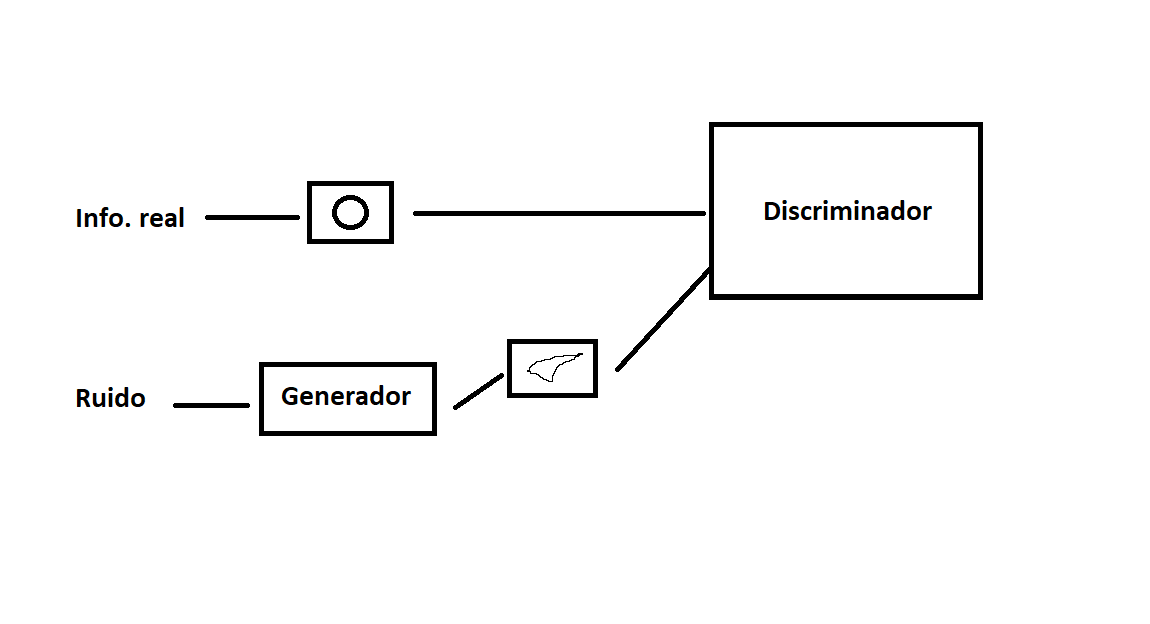 Info. real
Discriminador
Ruido
Generador